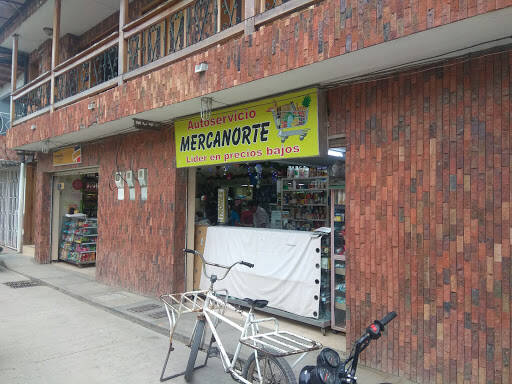 Autoservicio
MERCANORTE
Lider en precios bajos